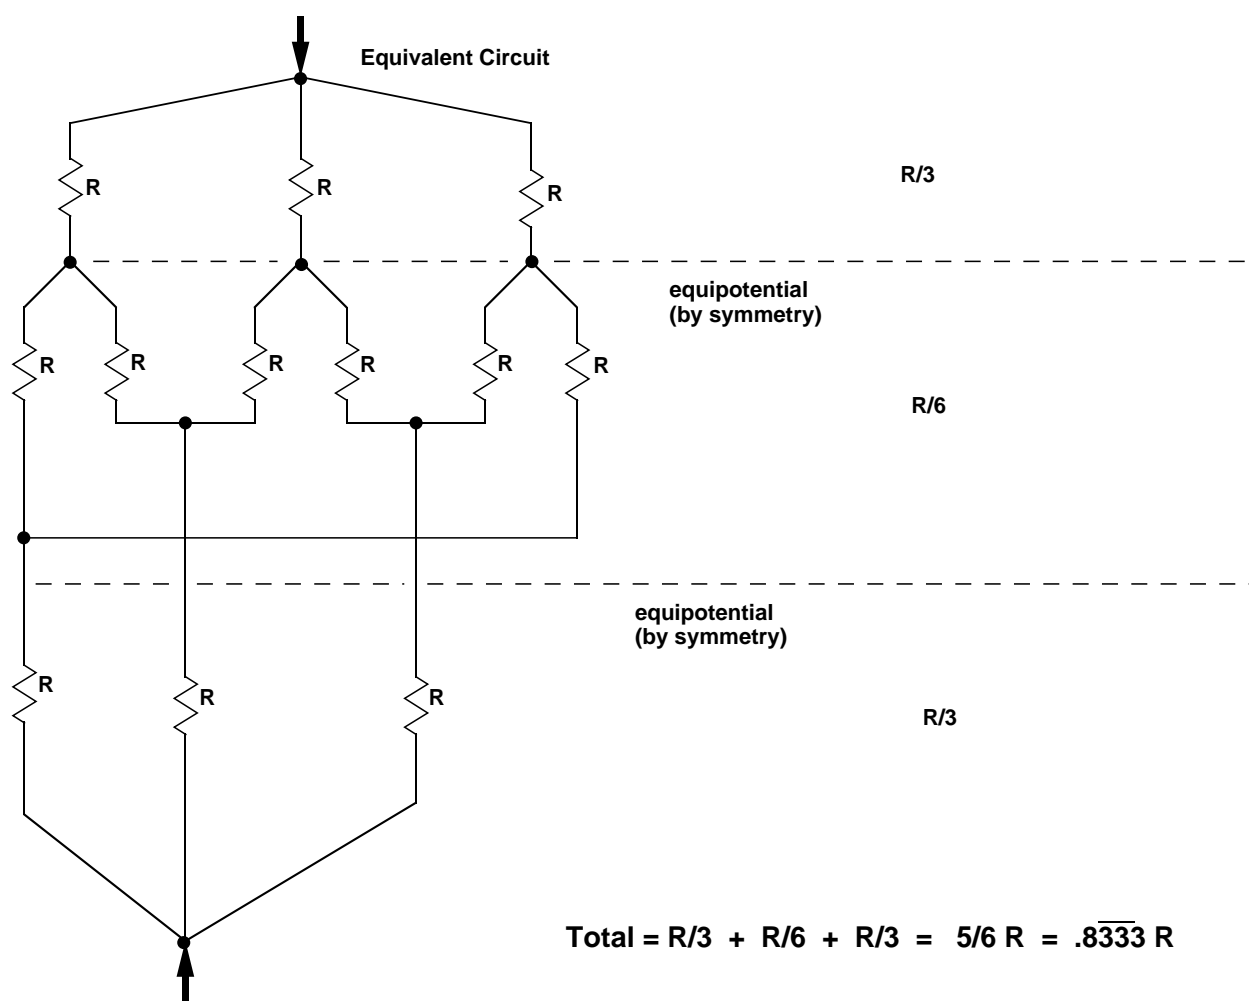 Equivalent Circuit
R/3
R
R
R
equipotential
(by symmetry)
R
R
R
R
R
R
R/6
equipotential
(by symmetry)
R
R
R
R/3
Total = R/3 + R/6 + R/3 = 5/6 R = .8333 R